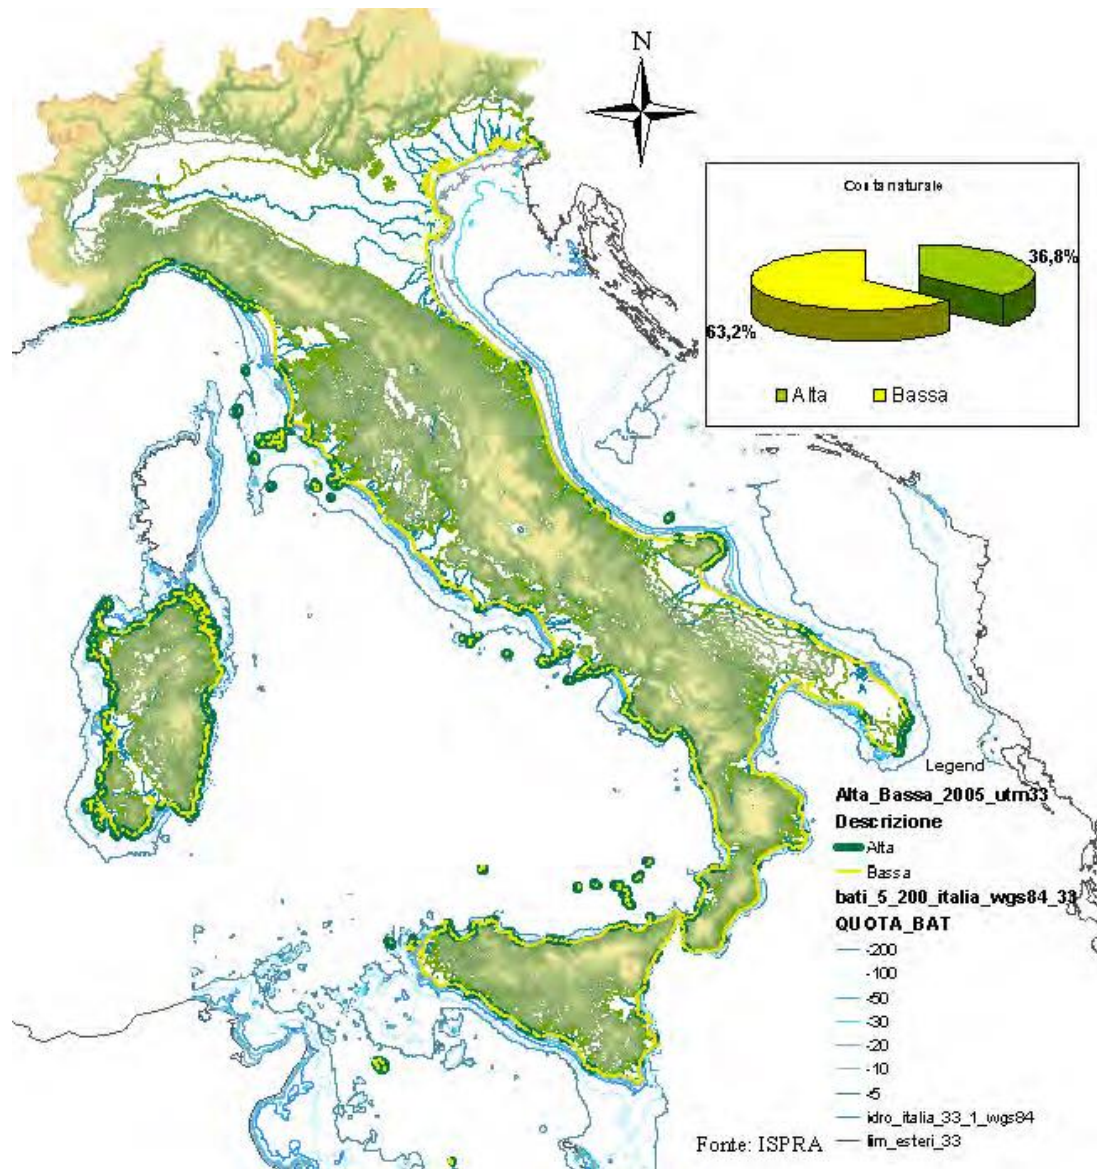 N
Costa naturale
36,8%
63,2%
Alta
Bassa
Legend
Alta_Bassa_2005_utm33
Descrizione
Alta
Bassa
bati_5_200_italia_wgs84_33
QUOTA_BAT
-200
-100
-50
-30
-20
-10
-5
idro_italia_33_1_wgs84
lim_esteri_33
Fonte: ISPRA